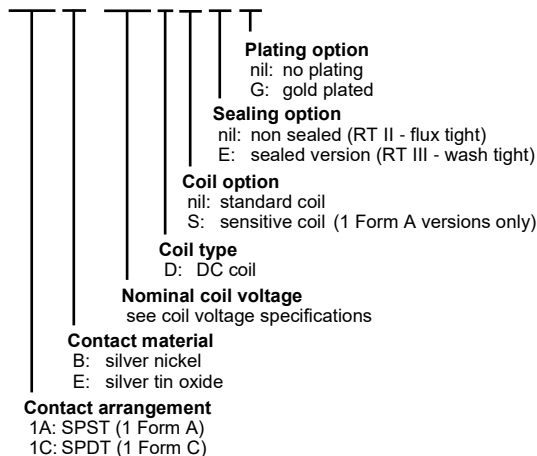 Plating option
nil: no plating
G: gold plated
Sealing option
nil: non sealed (RT II - flux tight)
E: sealed version (RT III - wash tight)
Coil option
nil: standard coil
S: sensitive coil (1 Form A versions only)
Coil type
D: DC coil
Nominal coil voltage
see coil voltage specifications
Contact material
B: silver nickel
E: silver tin oxide
Contact arrangement
1A: SPST (1 Form A)
1C: SPDT (1 Form C)